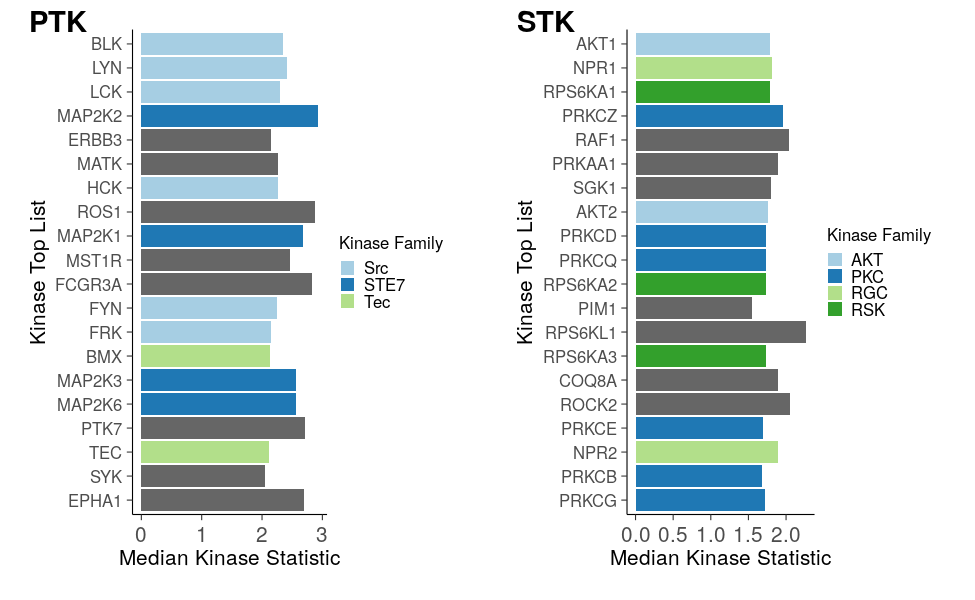 PTK
Kinase Top List
BLK
LYN
LCK
MAP2K2
ERBB3
MATK
HCK
ROS1
MAP2K1
MST1R
FCGR3A
FYN
FRK
BMX
MAP2K3
MAP2K6
PTK7
TEC
SYK
EPHA1
0 1 2 3
Median Kinase Statistic
Kinase Family
Src
STE7
Tec
STK
Kinase Top List
AKT1
NPR1
RPS6KA1
PRKCZ
RAF1
PRKAA1
SGK1
AKT2
PRKCD
PRKCQ
RPS6KA2
PIM1
RPS6KL1
RPS6KA3
COQ8A
ROCK2
PRKCE
NPR2
PRKCB
PRKCG
0.0 0.5 1.0 1.5 2.0
Median Kinase Statistic
Kinase Family
AKT
PKC
RGC
RSK